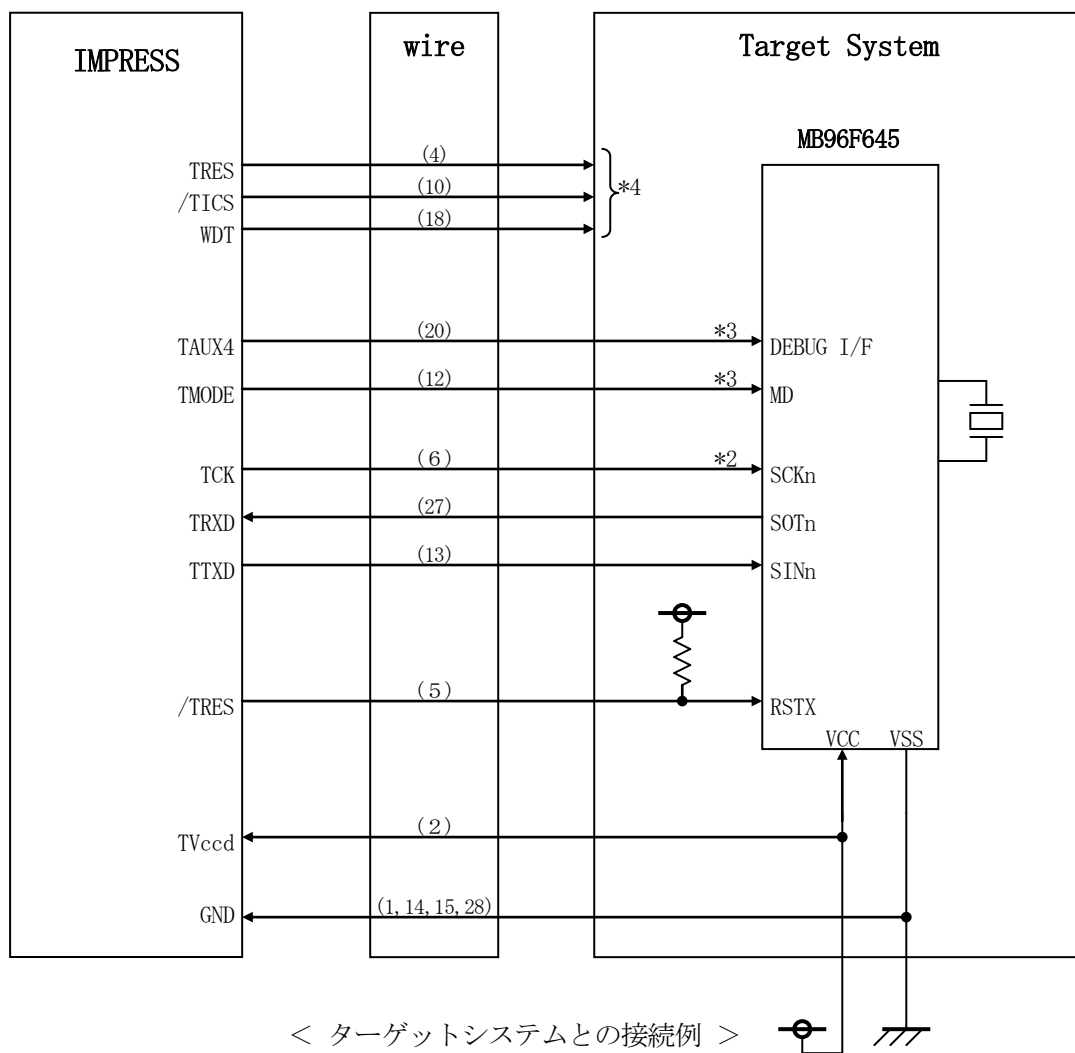 IMPRESS
wire
Target System
MB96F645
TRES
(4)
*4
/TICS
(10)
WDT
(18)
TAUX4
(20)
*3
DEBUG I/F
TMODE
(12)
*3
MD
TCK
(6)
*2
SCKn
TRXD
(27)
SOTn
TTXD
(13)
SINn
/TRES
(5)
RSTX
VCC
VSS
TVccd
(2)
GND
(1,14,15,28)
< ターゲットシステムとの接続例 >